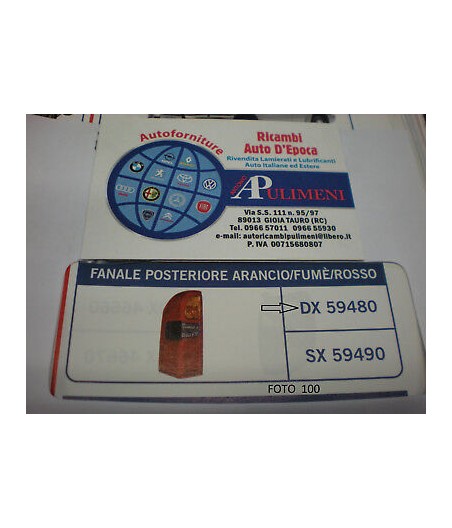 Autoforniture
Ricambi
Auto D'Epoca
Rivendita Lamierati e Lubrificanti
Auto Italiane ed Estere
PULIMENI
Via S.S. 111 n. 95/97
89013 GIOIA TAURO (RC)
Tel. 0966 57011 0966 55930
e-mail: autoricambipulimeni@libero.it
P. IVA 00715680807
FANALE POSTERIORE ARANCIO/FUMÈ/ROSSO
DX 59480
SX 59490
FOTO 100